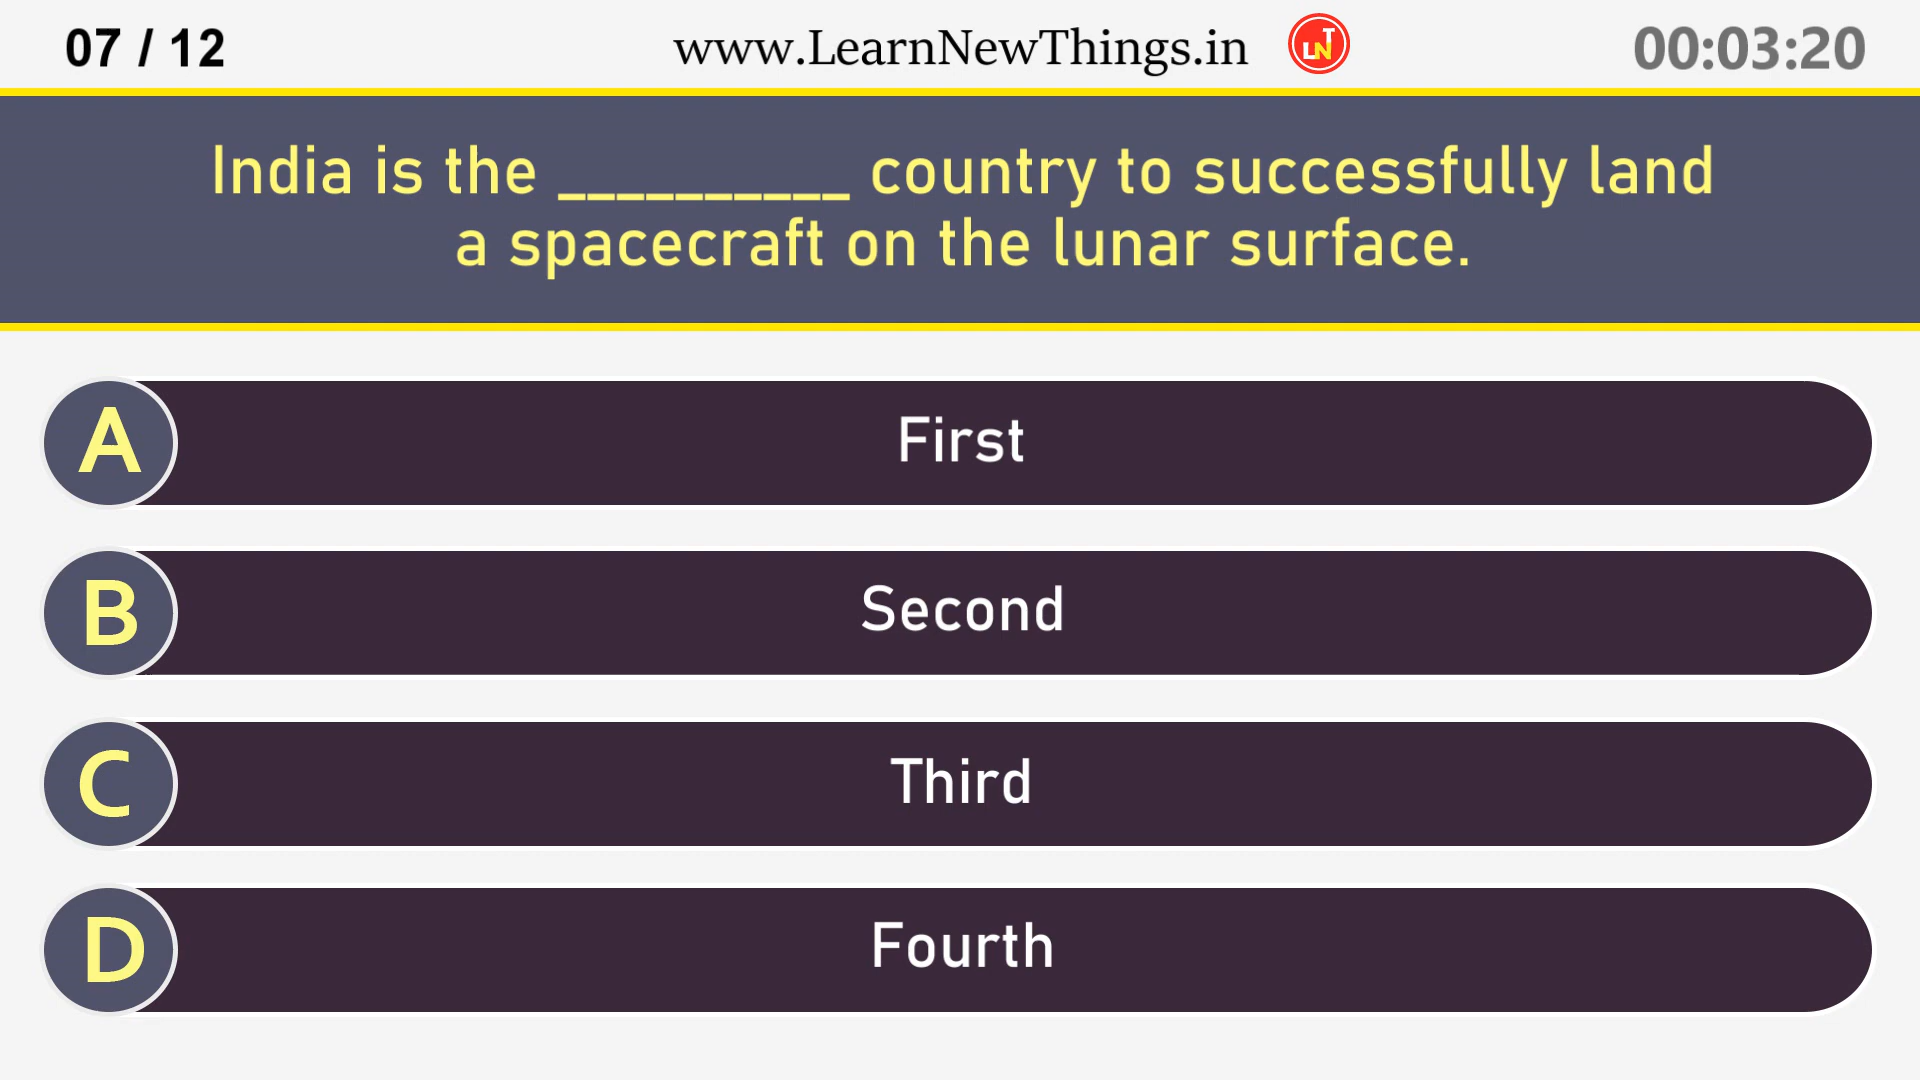 07 / 12
www.LearnNewThings.in
LNT
00:03:20
India is the __________ country to successfully land
a spacecraft on the lunar surface.
A
First
B
Second
C
Third
D
Fourth